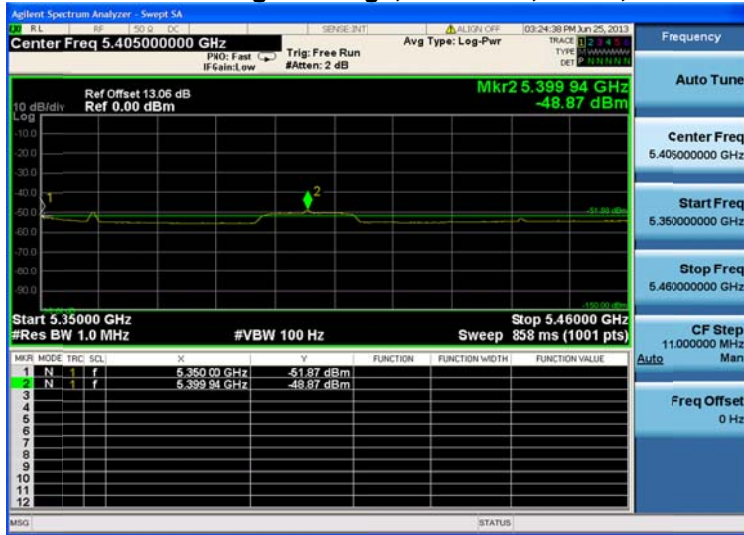 Agilent Spectrum Analyzer - Swept SA
RL RF 50 Ω DC SENSE:INT ALIGN OFF 03:24:38 PM Jun 25, 2013
Center Freq 5.405000000 GHz
PNO: Fast
IFGain:Low
Trig: Free Run
#Atten: 2 dB
Avg Type: Log-Pwr
TRACE 1 2 3 4 5 6
TYPE M
DET P N N N N N
Ref Offset 13.06 dB
Ref 0.00 dBm
Mkr2 5.399 94 GHz
-48.87 dBm
10 dB/div
Log
-10.0
-20.0
-30.0
-40.0
-50.0
-60.0
-70.0
-80.0
-90.0
1
2
Start 5.35000 GHz
Stop 5.46000 GHz
#Res BW 1.0 MHz
#VBW 100 Hz
Sweep 858 ms (1001 pts)
MKR MODE TRC SCL X Y FUNCTION FUNCTION WIDTH FUNCTION VALUE
1 N 1 f 5.350 00 GHz -51.87 dBm
2 N 1 f 5.399 94 GHz -48.87 dBm
3
4
5
6
7
8
9
10
11
12
MSG
STATUS
Frequency
Auto Tune
Center Freq
5.405000000 GHz
Start Freq
5.350000000 GHz
Stop Freq
5.460000000 GHz
CF Step
11.000000 MHz
Auto Man
Freq Offset
0 Hz